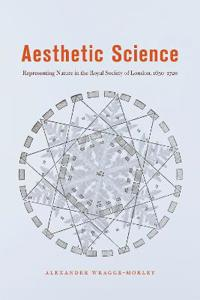 Aesthetic Science
Representing Nature in the Royal Society of London, 1650–1720
ALEXANDER WRAGGE-MORLEY